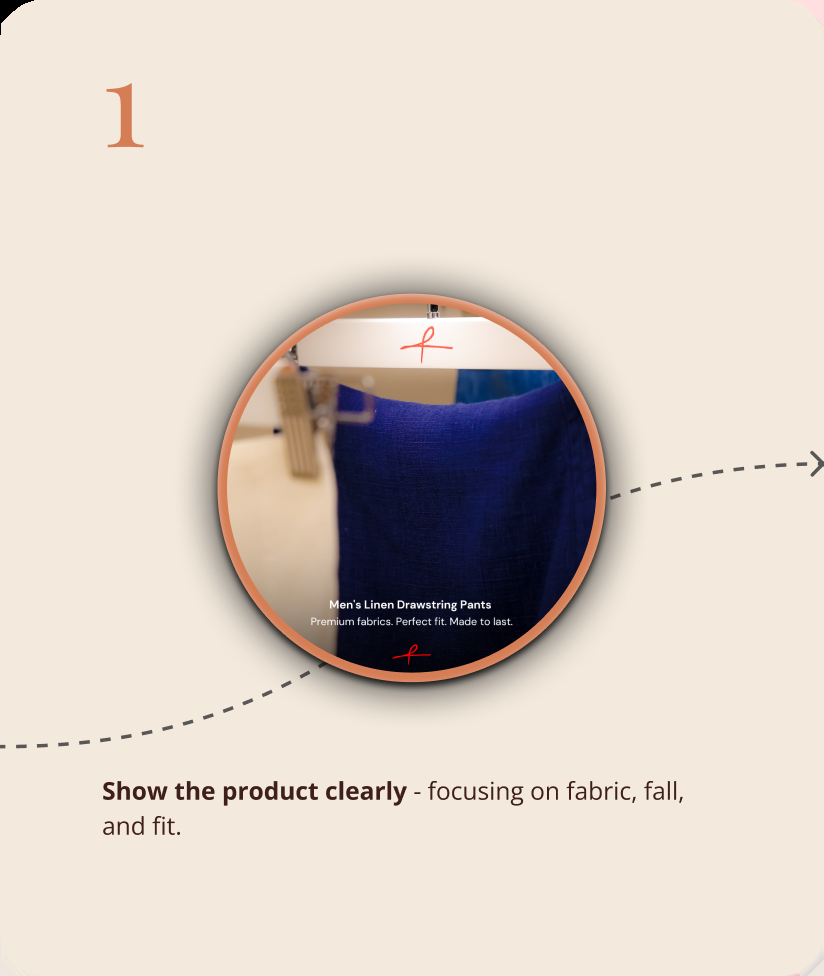 1
Men's Linen Drawstring Pants
Premium fabrics. Perfect fit. Made to last.
Show the product clearly - focusing on fabric, fall,
and fit.